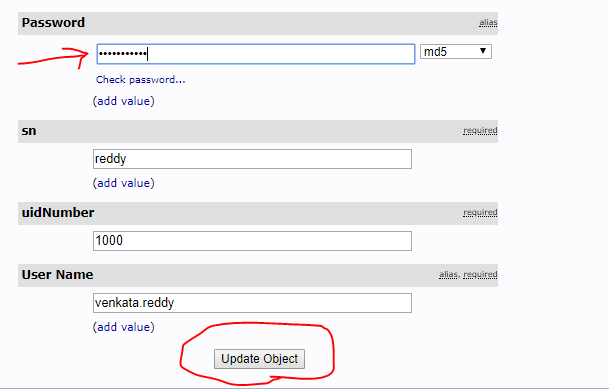 Password alias
••••••••••• md5
Check password...
(add value)
sn required
reddy
(add value)
uidNumber required
1000
User Name alias, required
venkata.reddy
(add value)
Update Object